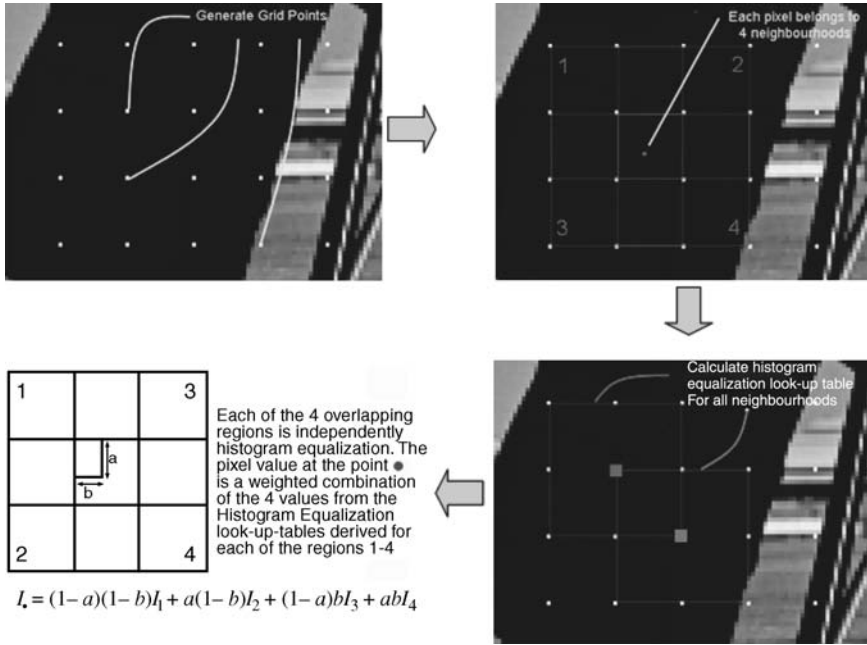 Generate Grid Points
Each pixel belongs to
4 neighbourhoods
1
2
3
4
Calculate histogram
equalization look-up table
For all neighbourhoods
1
3
a
b
2
4
Each of the 4 overlapping
regions is independently
histogram equalization. The
pixel value at the point ●
is a weighted combination
of the 4 values from the
Histogram Equalization
look-up-tables derived for
each of the regions 1-4
I● = (1– a)(1– b)I₁ + a(1– b)I₂ + (1– a)bI₃ + abI₄